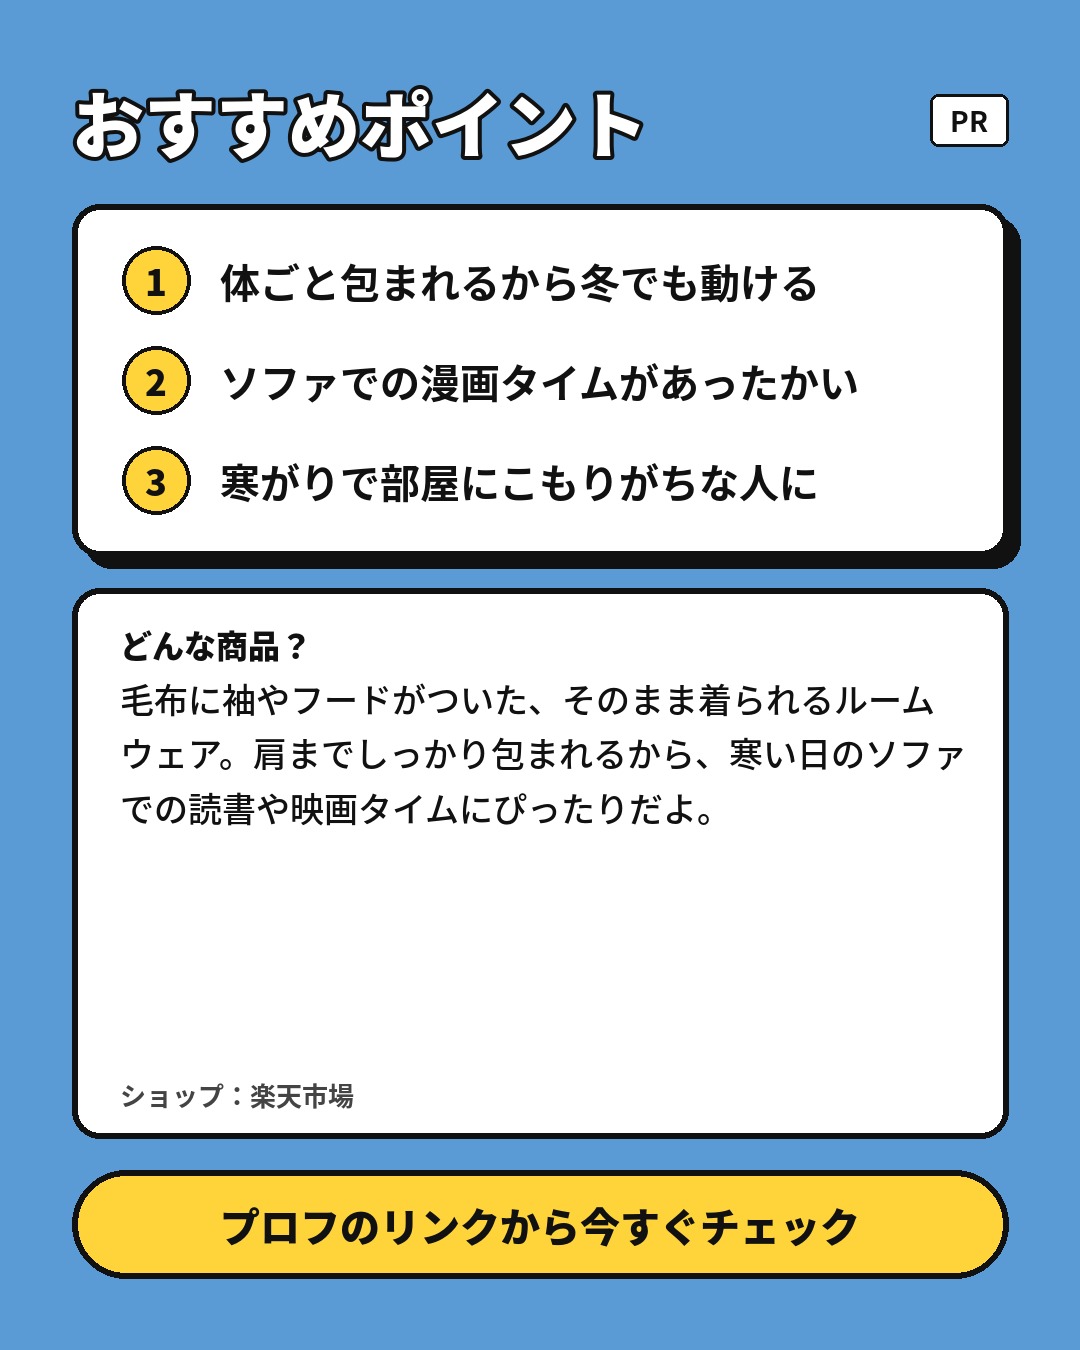 おすすめポイント
PR
1 体ごと包まれるから冬でも動ける
2 ソファでの漫画タイムがあったかい
3 寒がりで部屋にこもりがちな人に
どんな商品？
毛布に袖やフードがついた、そのまま着られるルーム
ウェア。肩までしっかり包まれるから、寒い日のソファ
での読書や映画タイムにぴったりだよ。
ショップ：楽天市場
プロフのリンクから今すぐチェック